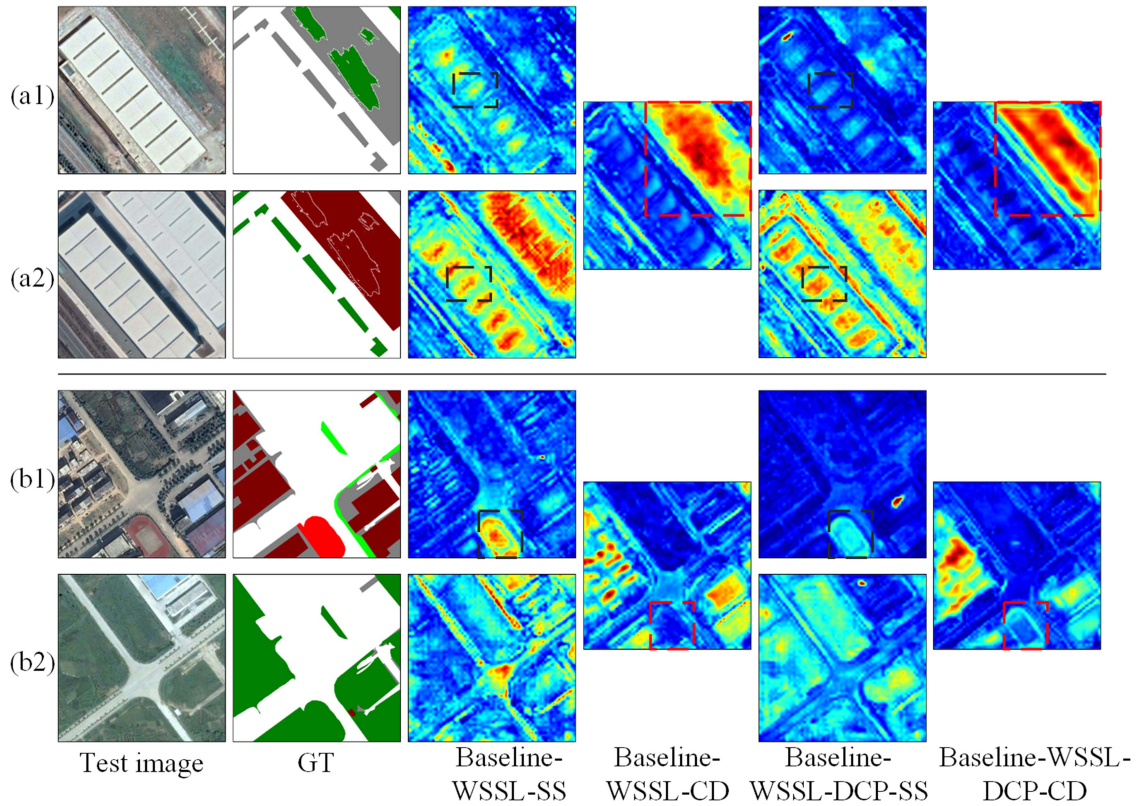 (a1)
(a2)
(b1)
(b2)
Test image
GT
Baseline-
WSSL-SS
Baseline-
WSSL-CD
Baseline-
WSSL-DCP-SS
Baseline-WSSL-
DCP-CD